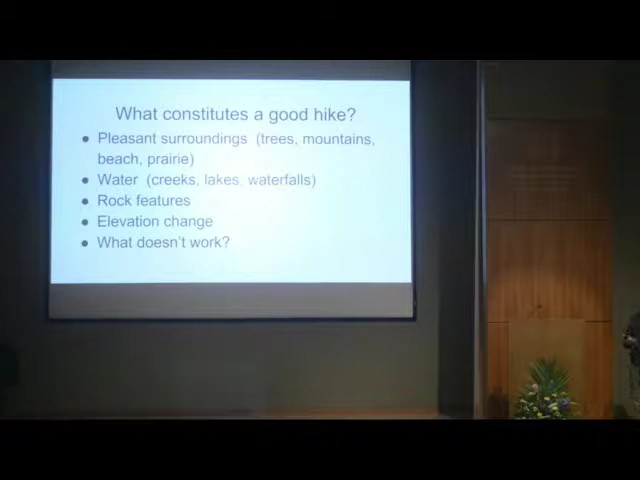 What constitutes a good hike?
● Pleasant surroundings (trees, mountains,
beach, prairie)
● Water (creeks, lakes, waterfalls)
● Rock features
● Elevation change
● What doesn't work?